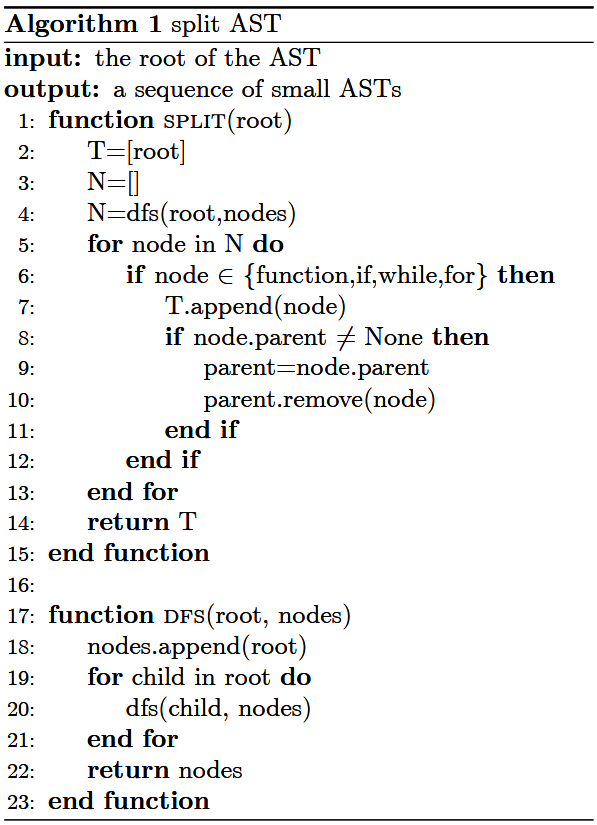 Algorithm 1 split AST
input: the root of the AST
output: a sequence of small ASTs
1: function SPLIT(root)
2: T=[root]
3: N=[]
4: N=dfs(root,nodes)
5: for node in N do
6: if node ∈ {function,if,while,for} then
7: T.append(node)
8: if node.parent ≠ None then
9: parent=node.parent
10: parent.remove(node)
11: end if
12: end if
13: end for
14: return T
15: end function
16:
17: function DFS(root, nodes)
18: nodes.append(root)
19: for child in root do
20: dfs(child, nodes)
21: end for
22: return nodes
23: end function